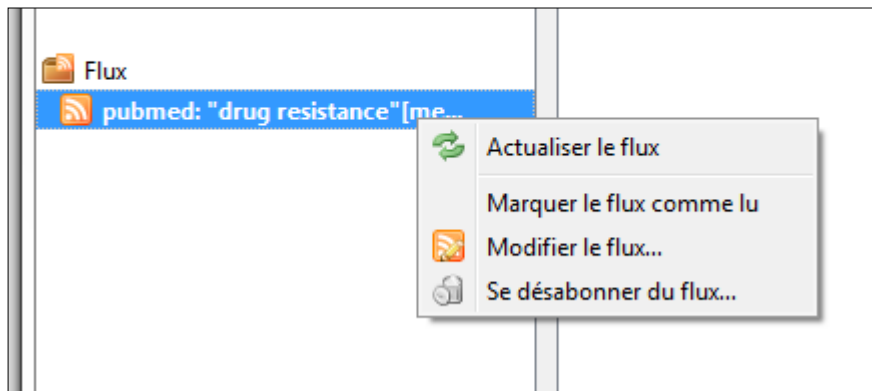 Flux
pubmed: "drug resistance"[me...
Actualiser le flux
Marquer le flux comme lu
Modifier le flux...
Se désabonner du flux...